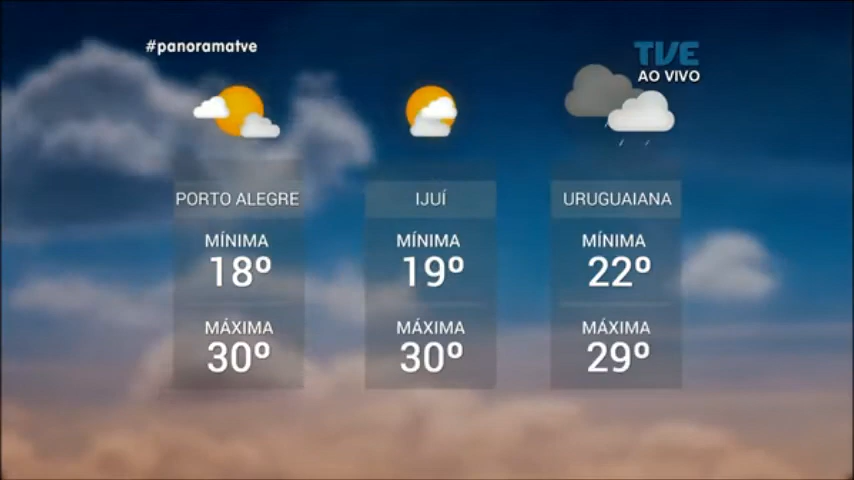 #panoramatve
TVE
AO VIVO
PORTO ALEGRE
MÍNIMA
18º
MÁXIMA
30º
IJUÍ
MÍNIMA
19º
MÁXIMA
30º
URUGUAIANA
MÍNIMA
22º
MÁXIMA
29º